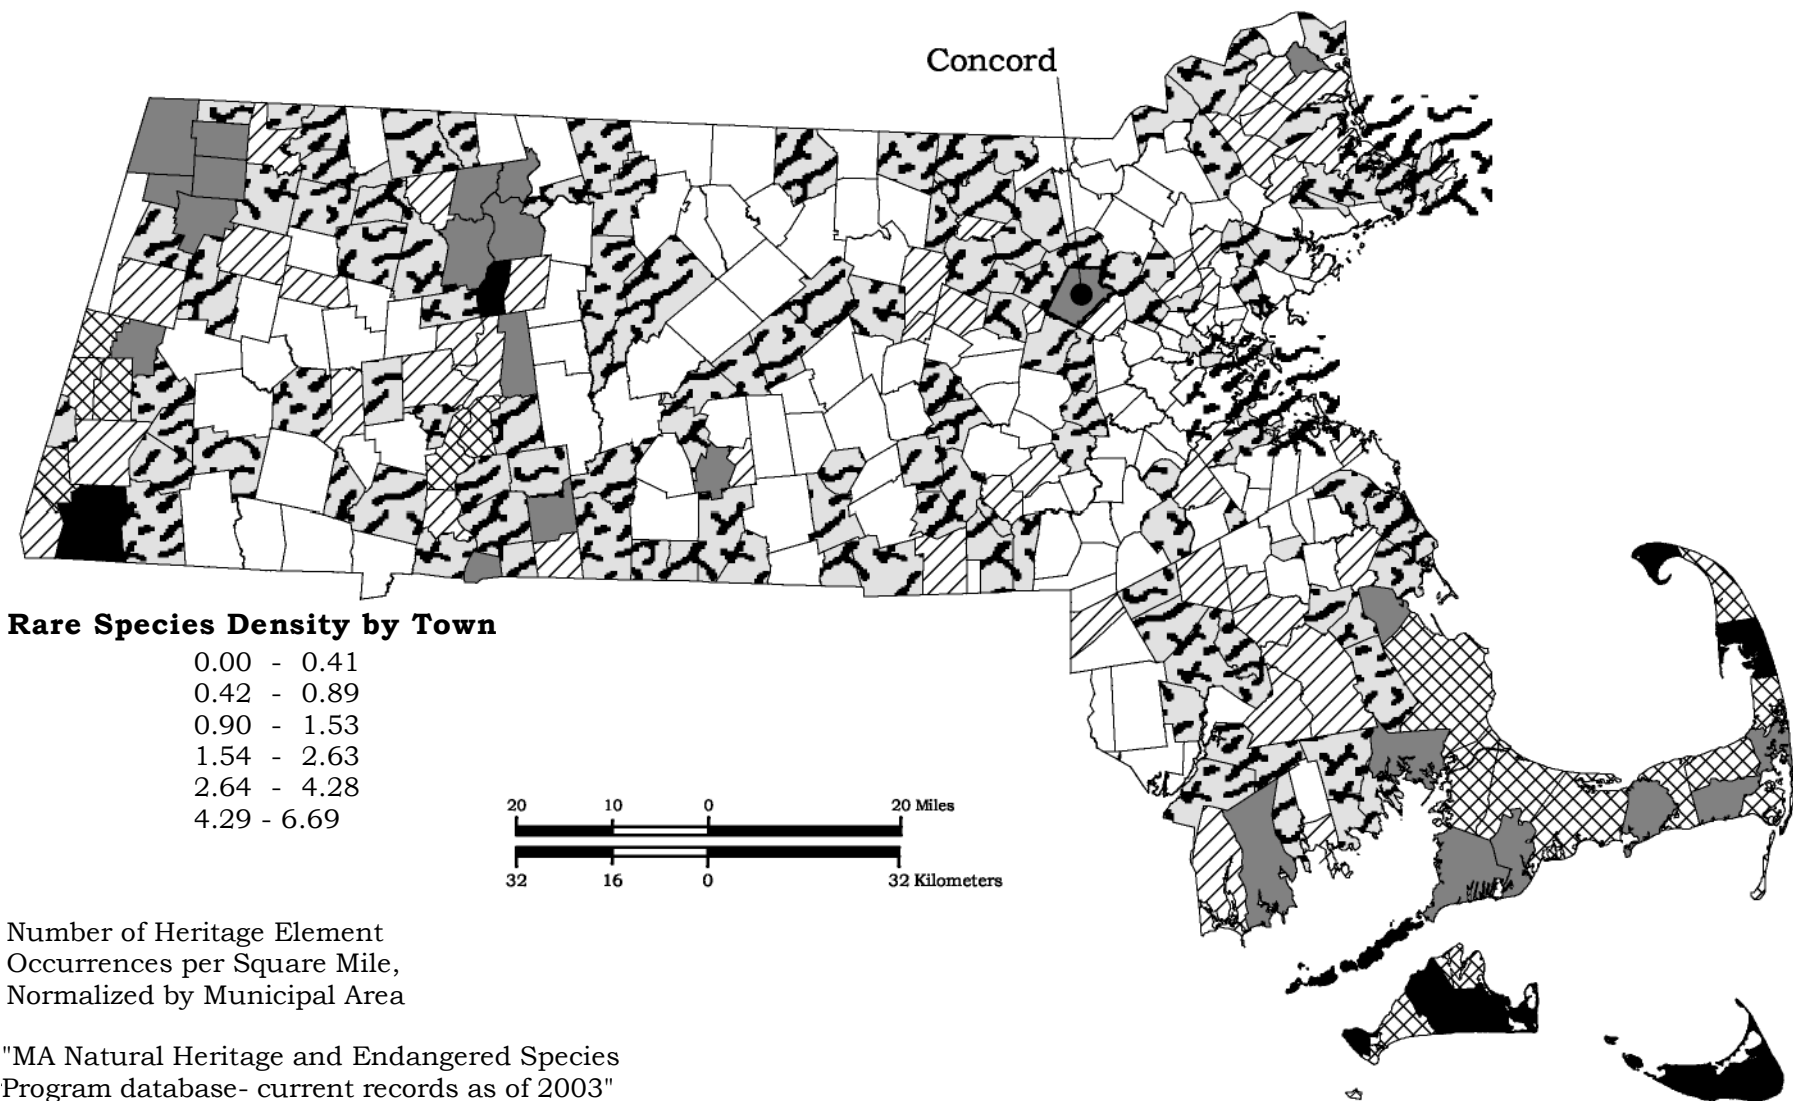 Concord
Rare Species Density by Town
0.00 - 0.41
0.42 - 0.89
0.90 - 1.53
1.54 - 2.63
2.64 - 4.28
4.29 - 6.69
20 10 0 20 Miles
32 16 0 32 Kilometers
Number of Heritage Element
Occurrences per Square Mile,
Normalized by Municipal Area
"MA Natural Heritage and Endangered Species
Program database- current records as of 2003"